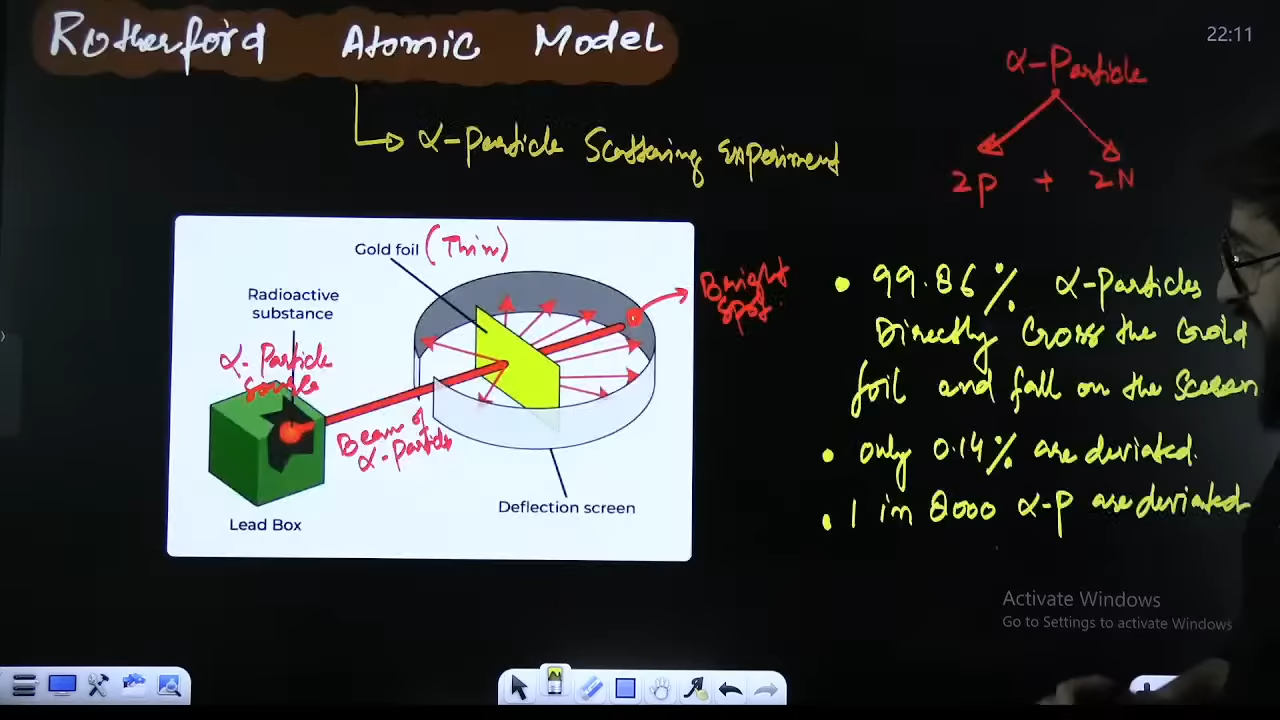 Rotherford Atomic Model
22:11
α-Particle
α-particle Scattering Experiment
2P + 2N
Gold foil (Thin)
Radioactive
substance
α-Particle
Bright
spot
Beam of
α-Particle
Lead Box
Deflection screen
• 99.86% α-particles
Directly Cross the Gold
foil and fall on the Screen
• only 0.14% are deviated.
• 1 in 8000 α-P are deviated
Activate Windows
Go to Settings to activate Windows